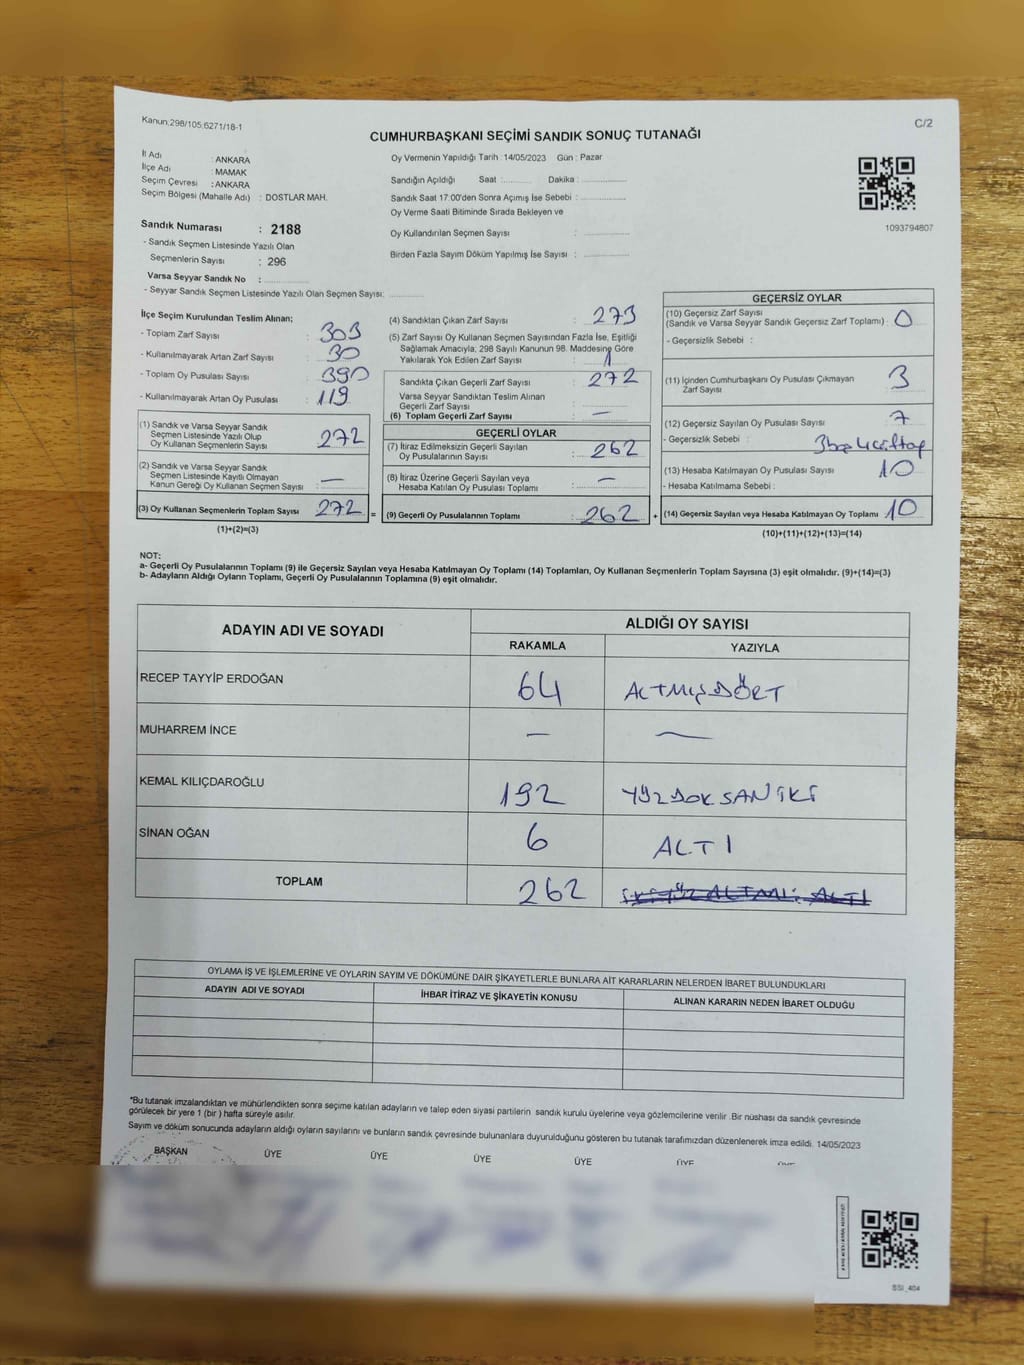 Kanun;298/105;6271/18-1
C/2
CUMHURBAŞKANI SEÇİMİ SANDIK SONUÇ TUTANAĞI
İl Adı : ANKARA
İlçe Adı : MAMAK
Seçim Çevresi : ANKARA
Seçim Bölgesi (Mahalle Adı) : DOSTLAR MAH.
Sandık Numarası : 2188
- Sandık Seçmen Listesinde Yazılı Olan
Seçmenlerin Sayısı : 296
Varsa Seyyar Sandık No :
- Seyyar Sandık Seçmen Listesinde Yazılı Olan Seçmen Sayısı:
Oy Vermenin Yapıldığı Tarih : 14/05/2023 Gün : Pazar
Sandığın Açıldığı Saat : Dakika :
Sandık Saat 17:00'den Sonra Açımış İse Sebebi :
Oy Verme Saati Bitiminde Sırada Bekleyen ve
Oy Kullandırılan Seçmen Sayısı :
Birden Fazla Sayım Döküm Yapılmış İse Sayısı :
1093794807
İlçe Seçim Kurulundan Teslim Alınan;
- Toplam Zarf Sayısı : 303
- Kullanılmayarak Artan Zarf Sayısı : 30
- Toplam Oy Pusulası Sayısı : 390
- Kullanılmayarak Artan Oy Pusulası : 119
(1) Sandık ve Varsa Seyyar Sandık
Seçmen Listesinde Yazılı Olup
Oy Kullanan Seçmenlerin Sayısı : 272
(2) Sandık ve Varsa Seyyar Sandık
Seçmen Listesinde Kayıtlı Olmayan
Kanun Gereği Oy Kullanan Seçmen Sayısı : —
(3) Oy Kullanan Seçmenlerin Toplam Sayısı 272 =
(1)+(2)=(3)
(4) Sandıktan Çıkan Zarf Sayısı : 273
(5) Zarf Sayısı Oy Kullanan Seçmen Sayısından Fazla İse, Eşitliği
Sağlamak Amacıyla; 298 Sayılı Kanunun 98. Maddesine Göre
Yakılarak Yok Edilen Zarf Sayısı : 1
Sandıkta Çıkan Geçerli Zarf Sayısı : 272
Varsa Seyyar Sandıktan Teslim Alınan
Geçerli Zarf Sayısı :
(6) Toplam Geçerli Zarf Sayısı : —
GEÇERLİ OYLAR
(7) İtiraz Edilmeksizin Geçerli Sayılan
Oy Pusulalarının Sayısı : 262
(8) İtiraz Üzerine Geçerli Sayılan veya
Hesaba Katılan Oy Pusulası Toplamı : —
(9) Geçerli Oy Pusulalarının Toplamı : 262 +
GEÇERSİZ OYLAR
(10) Geçersiz Zarf Sayısı
(Sandık ve Varsa Seyyar Sandık Geçersiz Zarf Toplamı) : 0
- Geçersizlik Sebebi :
(11) İçinden Cumhurbaşkanı Oy Pusulası Çıkmayan
Zarf Sayısı : 3
(12) Geçersiz Sayılan Oy Pusulası Sayısı : 7
- Geçersizlik Sebebi :
(13) Hesaba Katılmayan Oy Pusulası Sayısı : 10
- Hesaba Katılmama Sebebi :
(14) Geçersiz Sayılan veya Hesaba Katılmayan Oy Toplamı 10
(10)+(11)+(12)+(13)=(14)
NOT:
a- Geçerli Oy Pusulalarının Toplamı (9) ile Geçersiz Sayılan veya Hesaba Katılmayan Oy Toplamı (14) Toplamları, Oy Kullanan Seçmenlerin Toplam Sayısına (3) eşit olmalıdır. (9)+(14)=(3)
b- Adayların Aldığı Oyların Toplamı, Geçerli Oy Pusulalarının Toplamına (9) eşit olmalıdır.
ADAYIN ADI VE SOYADI ALDIĞI OY SAYISI
RAKAMLA YAZIYLA
RECEP TAYYİP ERDOĞAN 64 ALTMIŞDÖRT
MUHARREM İNCE — —
KEMAL KILIÇDAROĞLU 192 YÜZDOKSANİKİ
SİNAN OĞAN 6 ALTI
TOPLAM 262
OYLAMA İŞ VE İŞLEMLERİNE VE OYLARIN SAYIM VE DÖKÜMÜNE DAİR ŞİKAYETLERLE BUNLARA AİT KARARLARIN NELERDEN İBARET BULUNDUKLARI
ADAYIN ADI VE SOYADI İHBAR İTİRAZ VE ŞİKAYETİN KONUSU ALINAN KARARIN NEDEN İBARET OLDUĞU
*Bu tutanak imzalandıktan ve mühürlendikten sonra seçime katılan adayların ve talep eden siyasi partilerin sandık kurulu üyelerine veya gözlemcilerine verilir .Bir nüshası da sandık çevresinde
görülecek bir yere 1 (bir ) hafta süreyle asılır.
Sayım ve döküm sonucunda adayların aldığı oyların sayılarını ve bunların sandık çevresinde bulunanlara duyurulduğunu gösteren bu tutanak tarafımızdan düzenlenerek imza edildi. 14/05/2023
BAŞKAN ÜYE ÜYE ÜYE ÜYE ÜYE
SSI_404